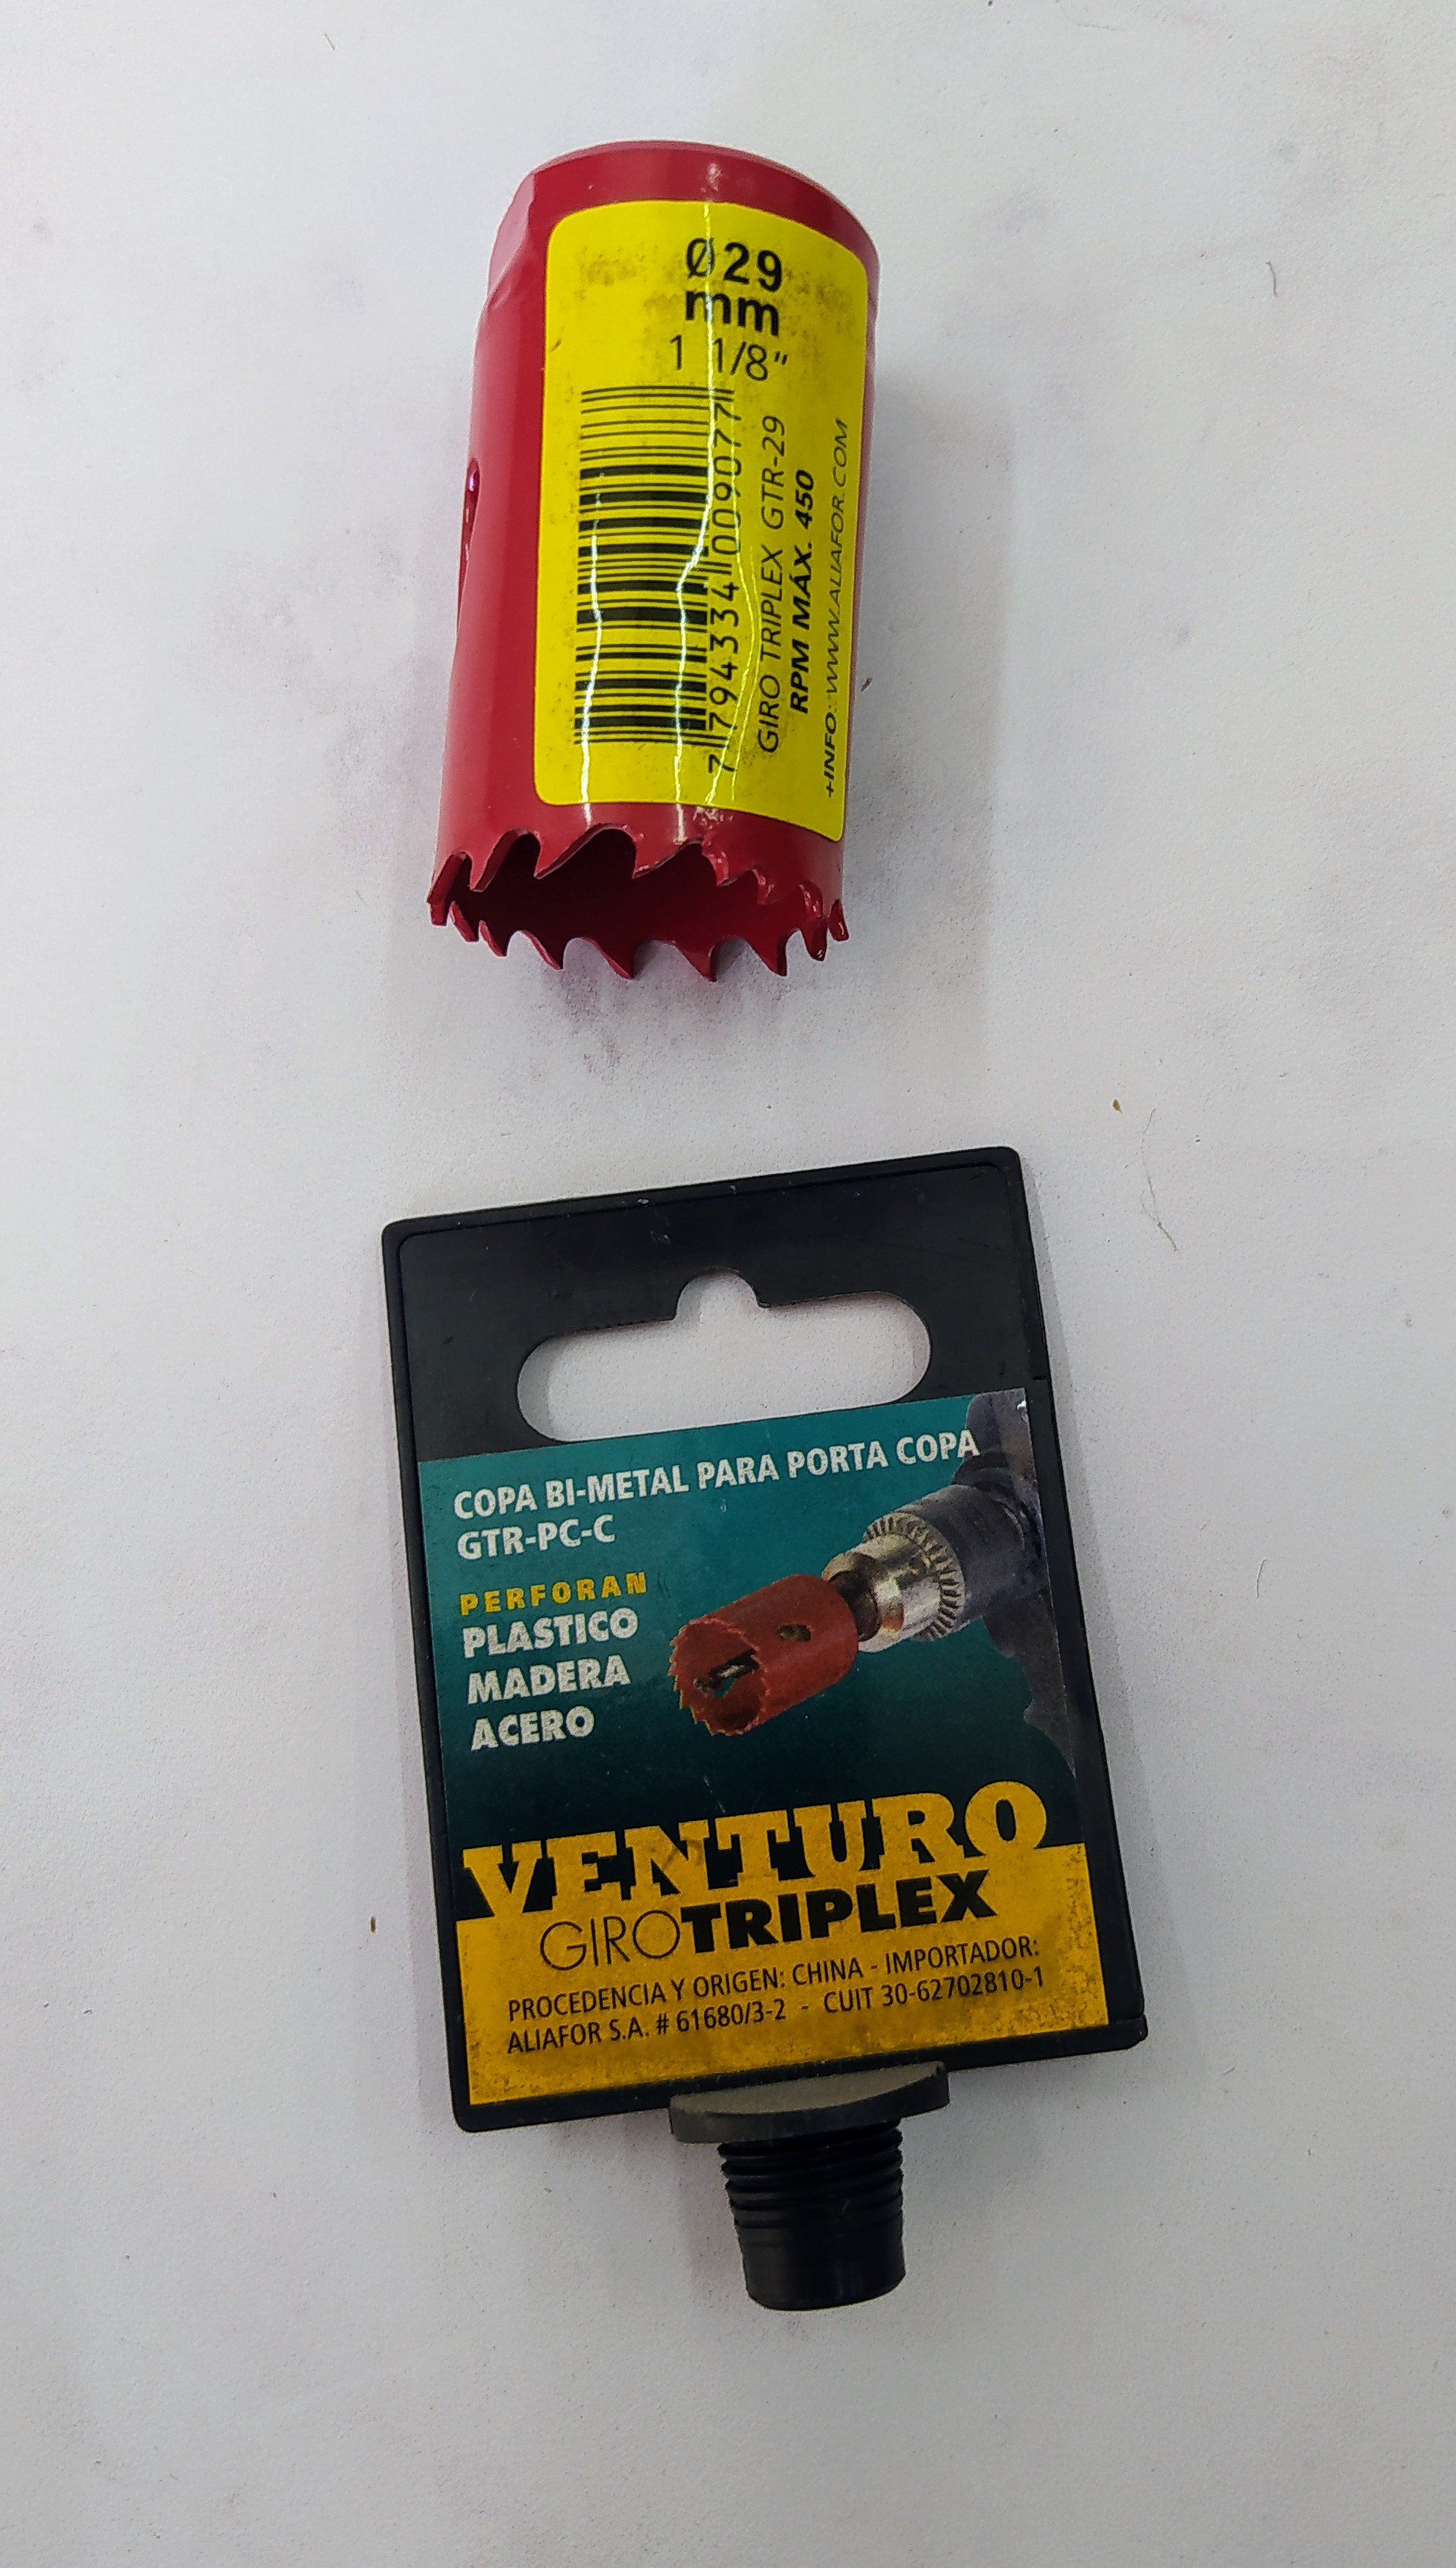 Ø29
mm
1 1/8"
7 794334 009077
GIRO TRIPLEX GTR-29
RPM MÁX. 450
+INFO: WWW.ALIAFOR.COM
COPA BI-METAL PARA PORTA COPA
GTR-PC-C
PERFORAN
PLASTICO
MADERA
ACERO
VENTURO
GIROTRIPLEX
PROCEDENCIA Y ORIGEN: CHINA - IMPORTADOR:
ALIAFOR S.A. # 61680/3-2 - CUIT 30-62702810-1